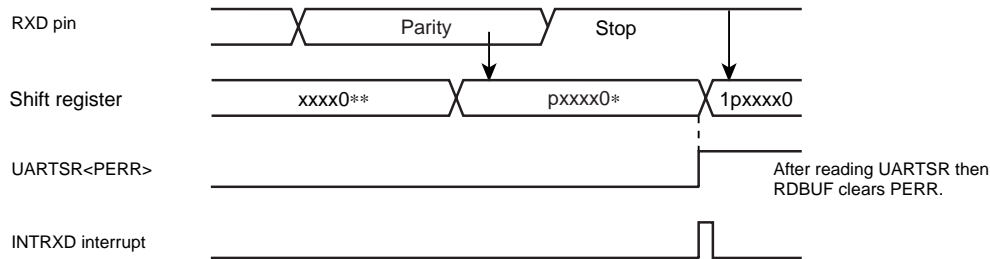 RXD pin
Parity
Stop
Shift register
xxxx0**
pxxxx0*
1pxxxx0
UARTSR<PERR>
After reading UARTSR then
RDBUF clears PERR.
INTRXD interrupt